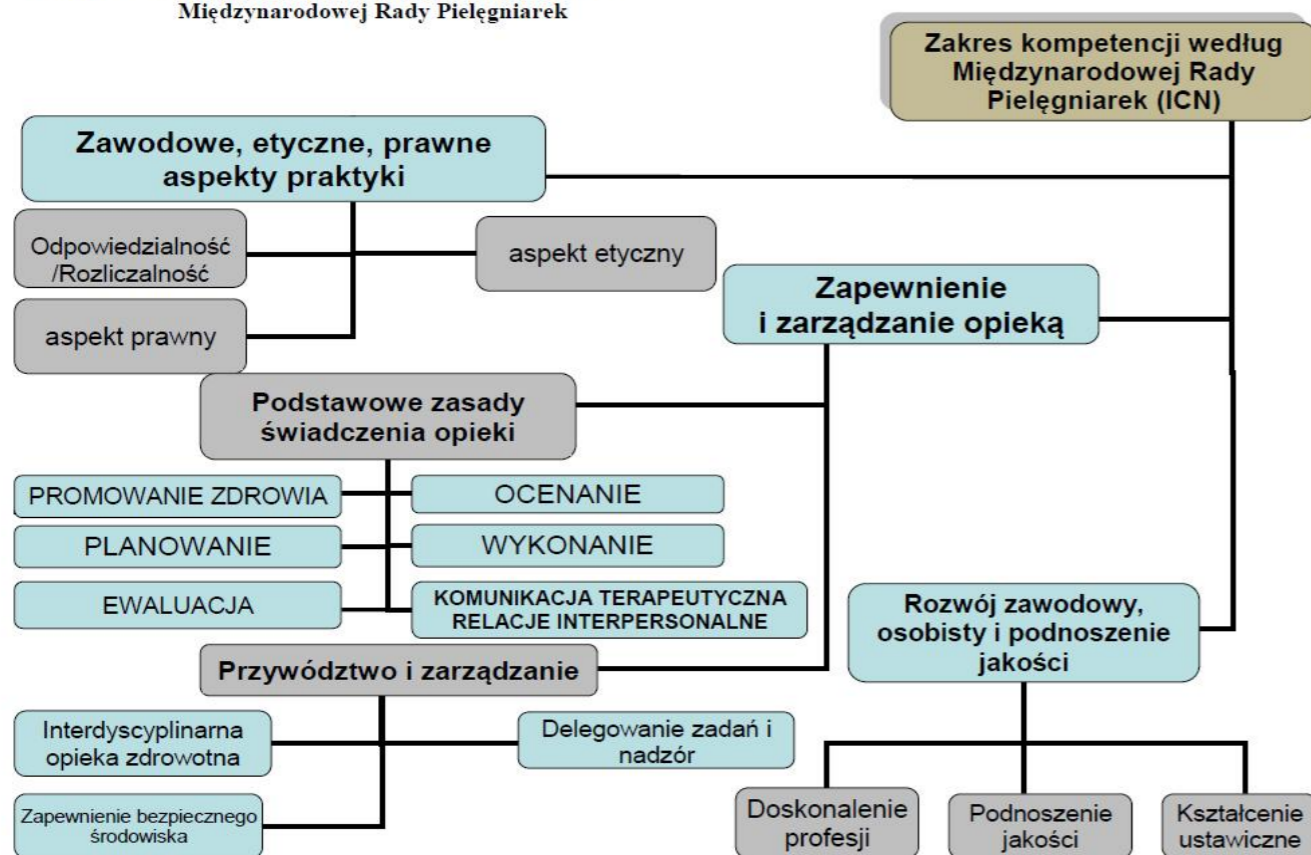 Międzynarodowej Rady Pielęgniarek
Zakres kompetencji według
Międzynarodowej Rady
Pielęgniarek (ICN)
Zawodowe, etyczne, prawne
aspekty praktyki
Odpowiedzialność
/Rozliczalność
aspekt etyczny
aspekt prawny
Zapewnienie
i zarządzanie opieką
Podstawowe zasady
świadczenia opieki
PROMOWANIE ZDROWIA
OCENANIE
PLANOWANIE
WYKONANIE
EWALUACJA
KOMUNIKACJA TERAPEUTYCZNA
RELACJE INTERPERSONALNE
Przywództwo i zarządzanie
Interdyscyplinarna
opieka zdrowotna
Delegowanie zadań i
nadzór
Zapewnienie bezpiecznego
środowiska
Rozwój zawodowy,
osobisty i podnoszenie
jakości
Doskonalenie
profesji
Podnoszenie
jakości
Kształcenie
ustawiczne